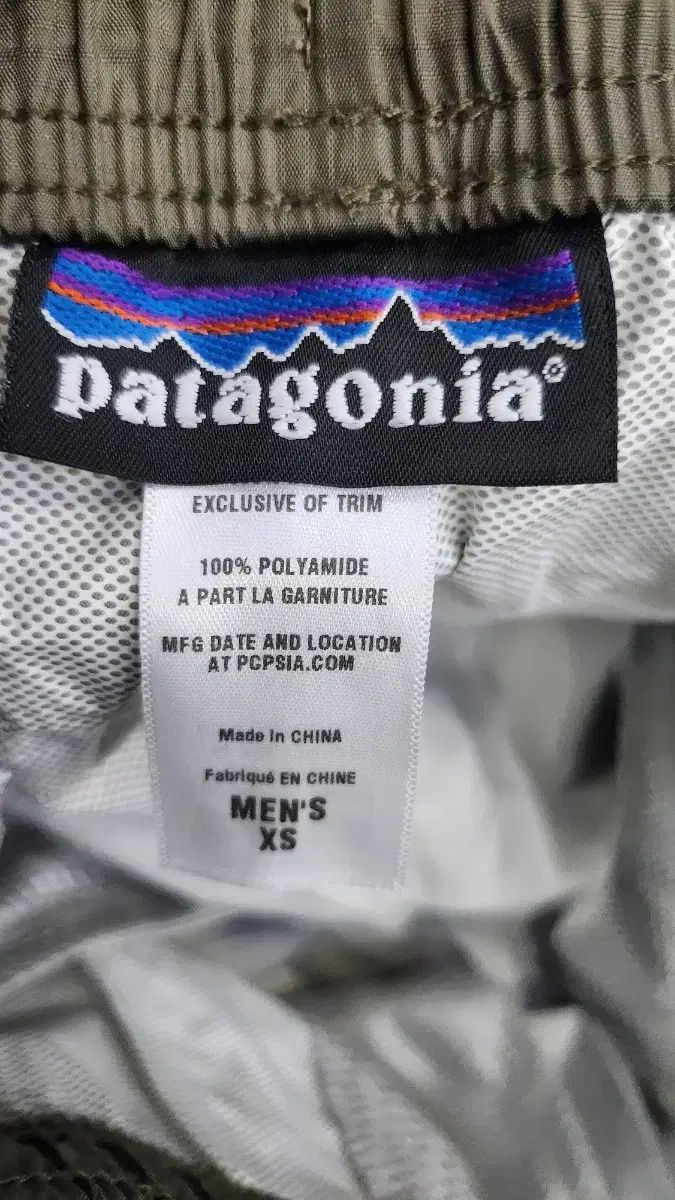 patagonia®
EXCLUSIVE OF TRIM
100% POLYAMIDE
A PART LA GARNITURE
MFG DATE AND LOCATION
AT PCPSIA.COM
Made in CHINA
Fabriqué EN CHINE
MEN'S
XS